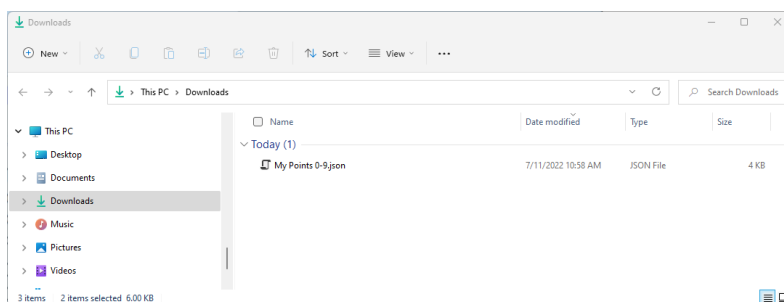 Downloads
New
Sort
View
This PC > Downloads
Search Downloads
Name Date modified Type Size
This PC
Today (1)
Desktop
My Points 0-9.json 7/11/2022 10:58 AM JSON File 4 KB
Documents
Downloads
Music
Pictures
Videos
3 items 2 items selected 6.00 KB